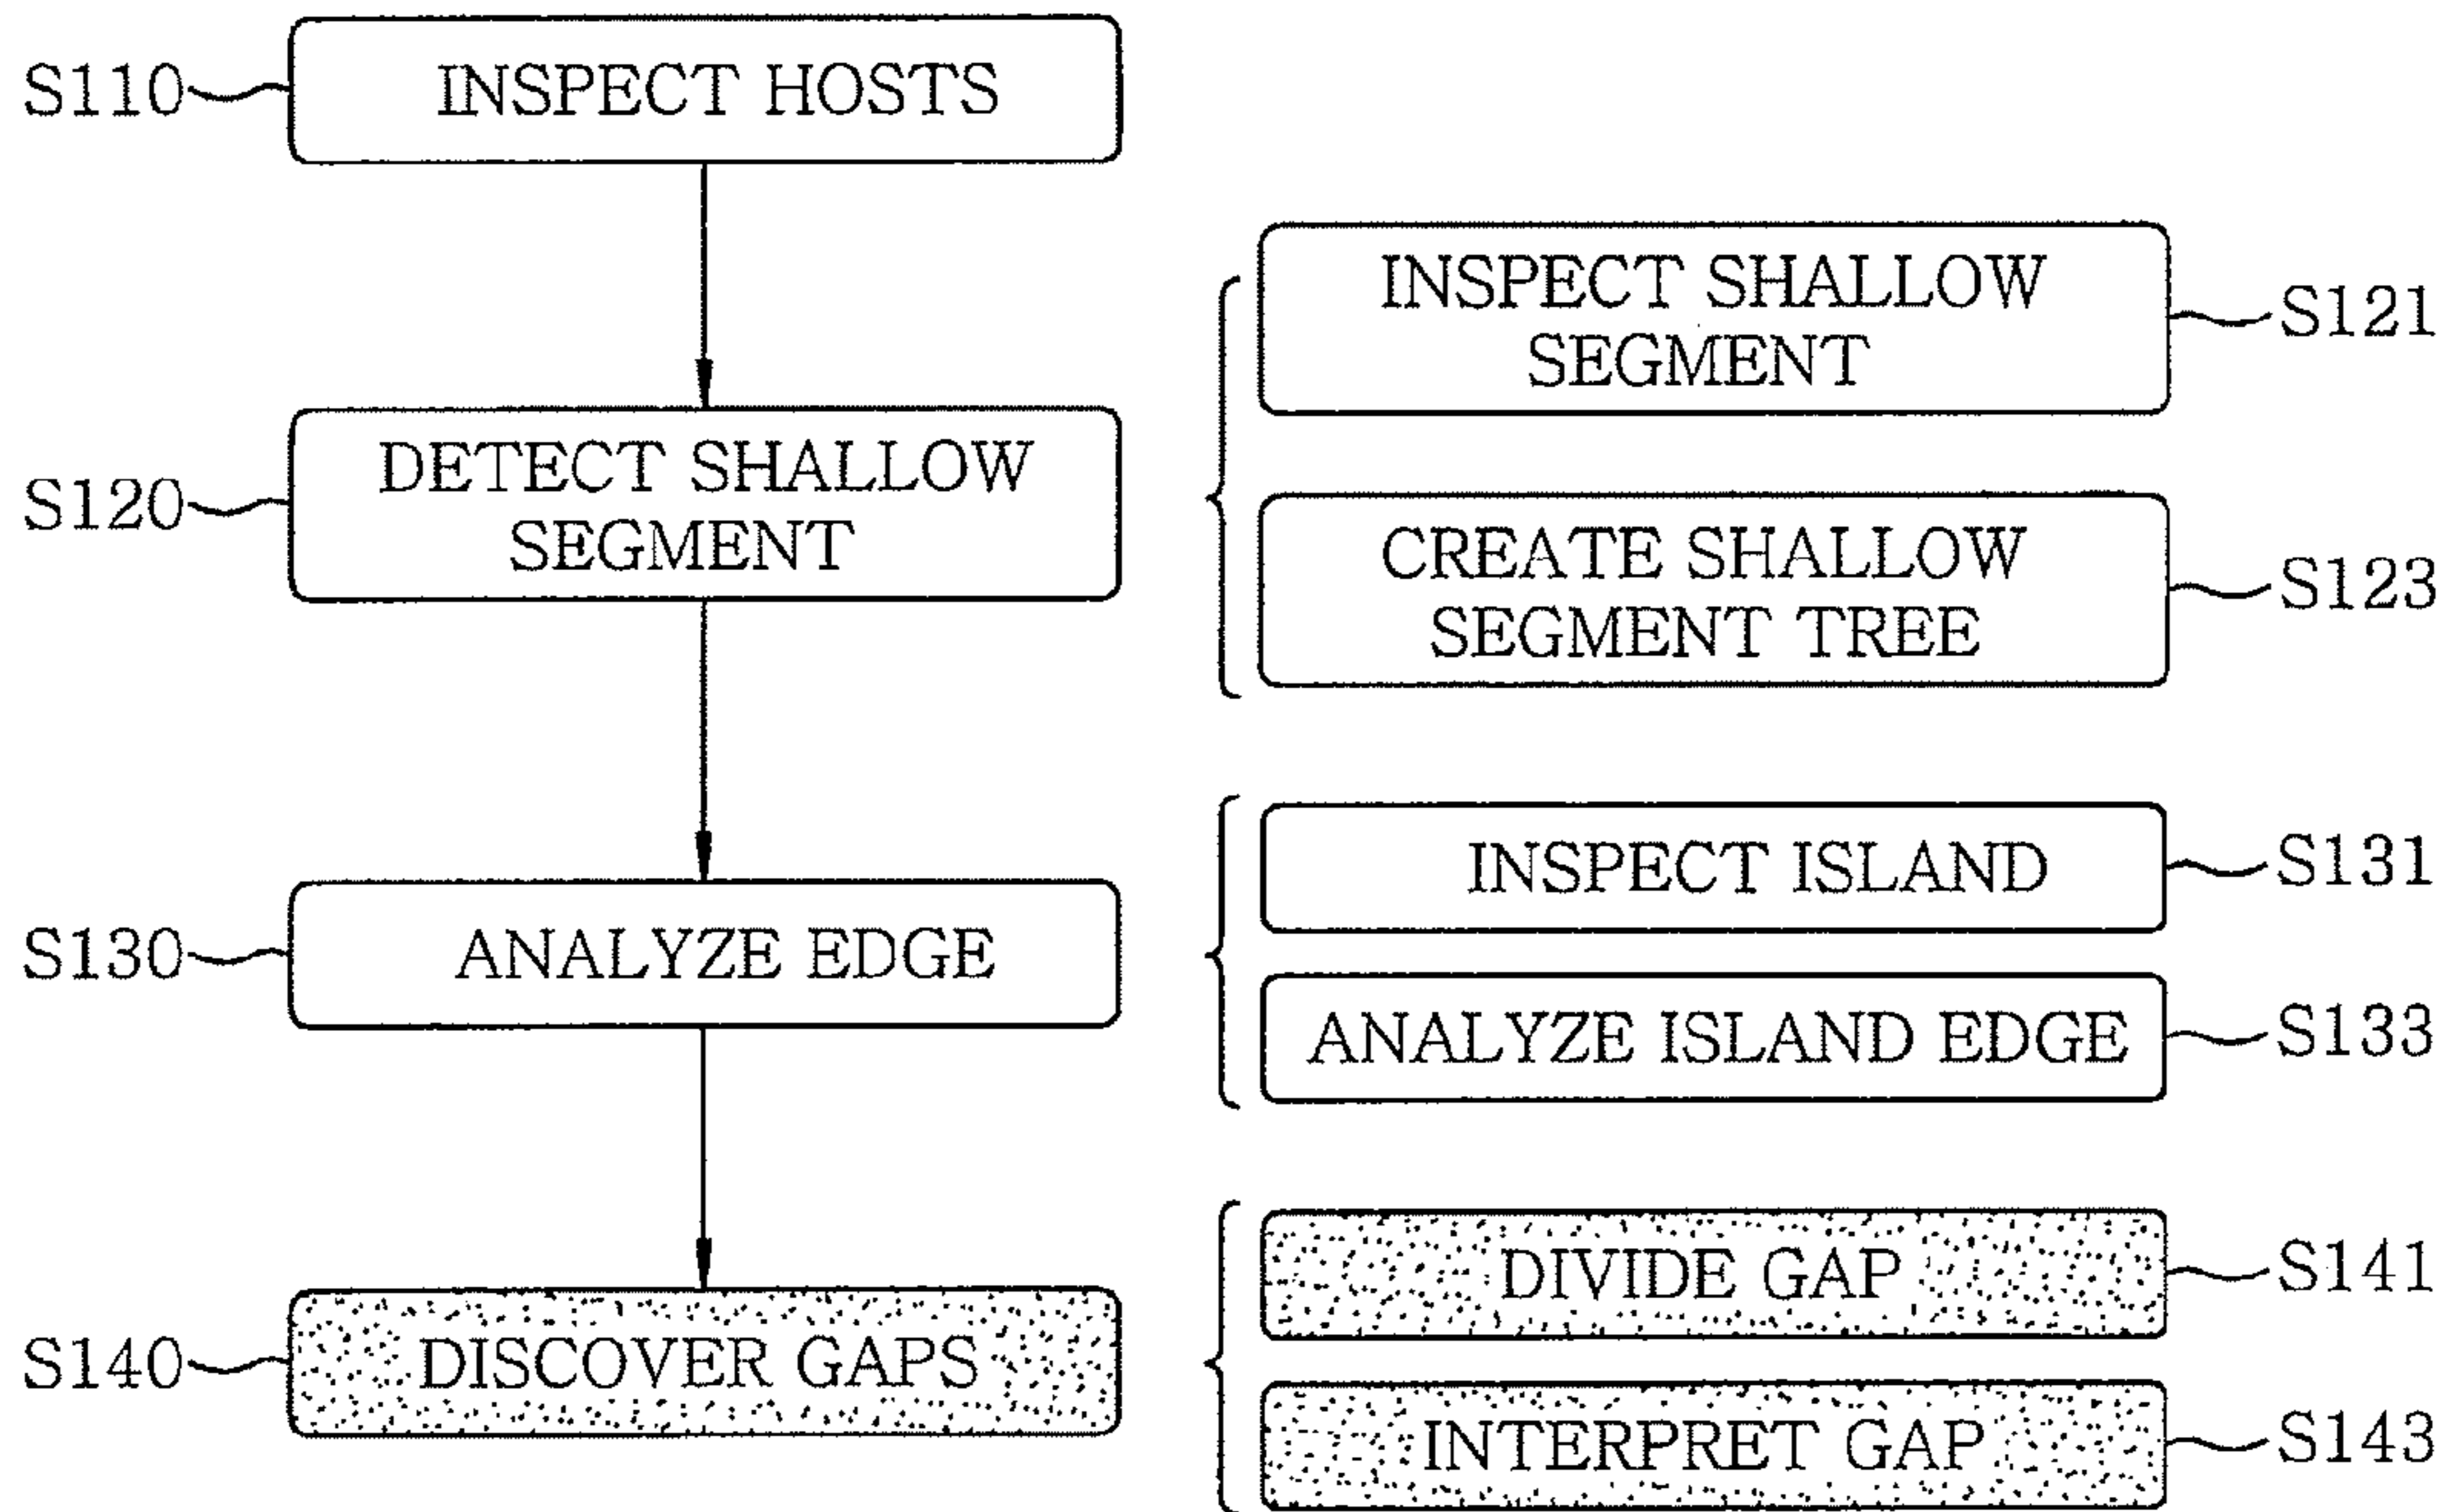 S110
INSPECT HOSTS
S120
DETECT SHALLOW
SEGMENT
INSPECT SHALLOW
SEGMENT
S121
CREATE SHALLOW
SEGMENT TREE
S123
S130
ANALYZE EDGE
INSPECT ISLAND
S131
ANALYZE ISLAND EDGE
S133
S140
DISCOVER GAPS
DIVIDE GAP
S141
INTERPRET GAP
S143